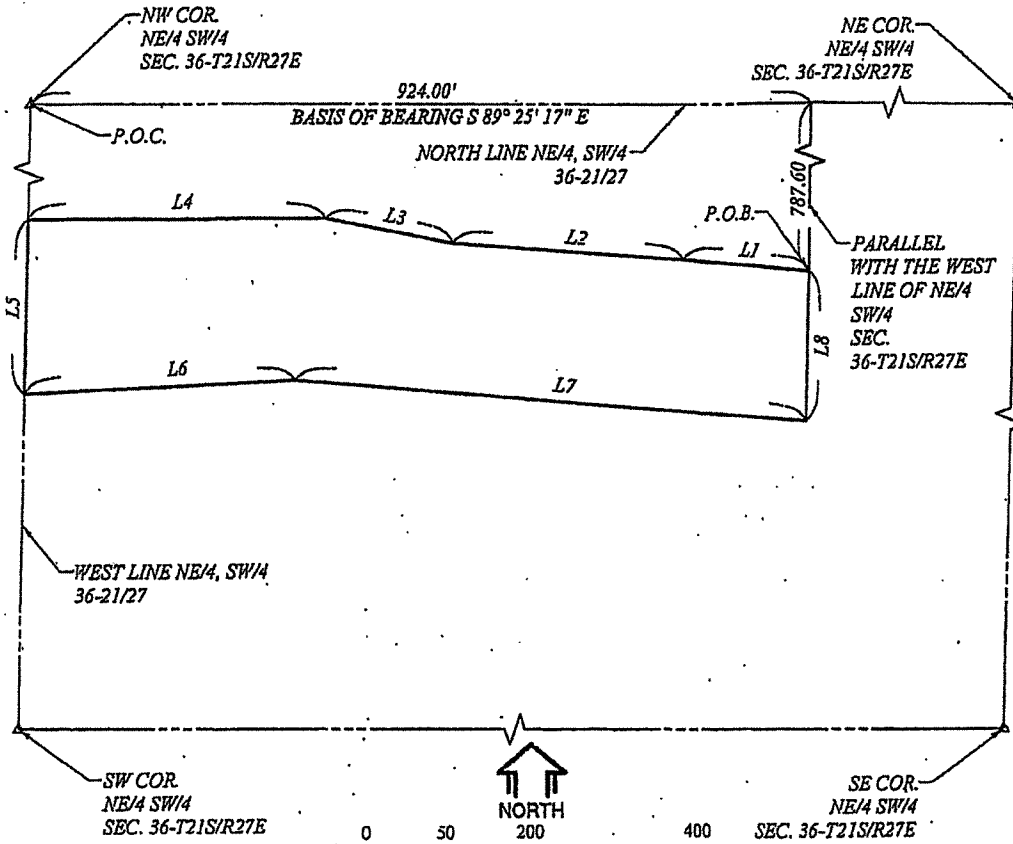 NW COR.
NE/4 SW/4
SEC. 36-T21S/R27E
NE COR.
NE/4 SW/4
SEC. 36-T21S/R27E
924.00'
BASIS OF BEARING S 89° 25' 17" E
P.O.C.
NORTH LINE NE/4, SW/4
36-21/27
787.60
L4
L3
P.O.B.
L2
L1
PARALLEL
WITH THE WEST
LINE OF NE/4
SW/4
SEC.
36-T21S/R27E
L5
L8
L6
L7
WEST LINE NE/4, SW/4
36-21/27
SW COR.
NE/4 SW/4
SEC. 36-T21S/R27E
NORTH
0 50 200 400
SE COR.
NE/4 SW/4
SEC. 36-T21S/R27E